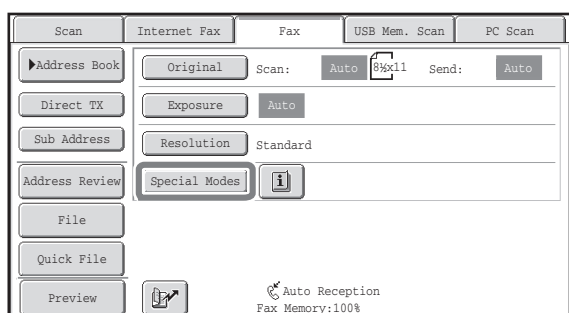 Scan Internet Fax Fax USB Mem. Scan PC Scan
Address Book Original Scan: Auto 8½x11 Send: Auto
Direct TX Exposure Auto
Sub Address Resolution Standard
Address Review Special Modes
File
Quick File
Preview Auto Reception
Fax Memory:100%